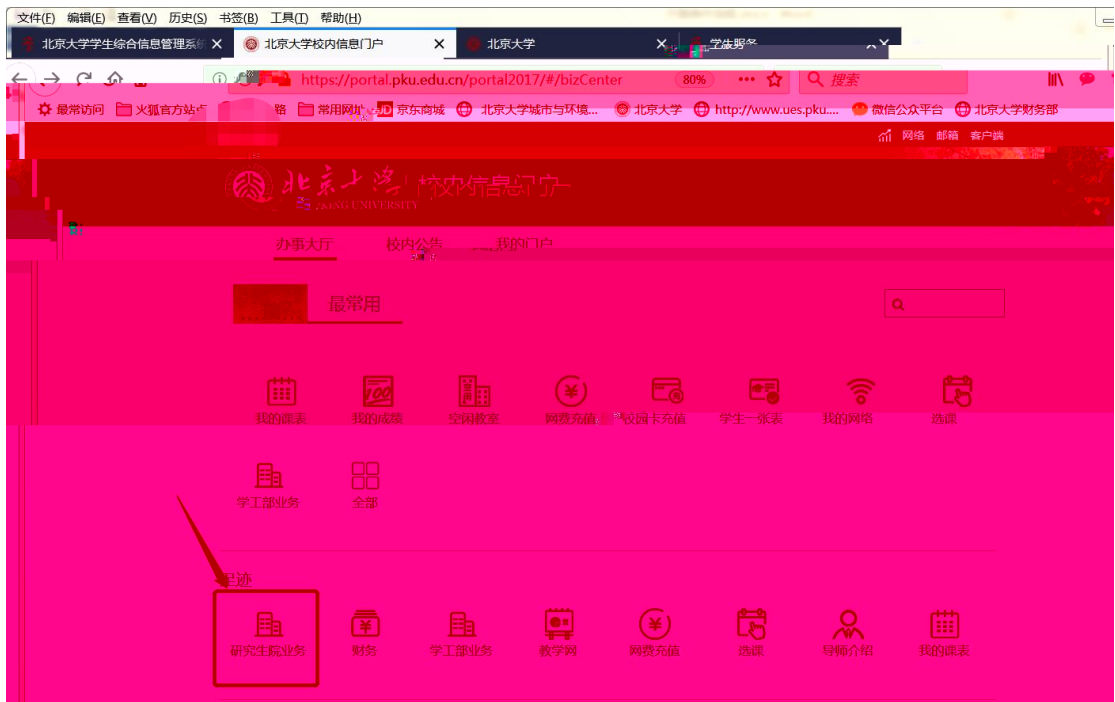 文件(F) 编辑(E) 查看(V) 历史(S) 书签(B) 工具(T) 帮助(H)
北京大学学生综合信息管理系统 北京大学校内信息门户 北京大学 学生服务
https://portal.pku.edu.cn/portal2017/#/bizCenter 80% 搜索
最常访问 火狐官方站点 常用网址 JD 京东商城 北京大学城市与环境... 北京大学 http://www.ues.pku.... 微信公众平台 北京大学财务部
网络 邮箱 客户端
北京大学 校内信息门户
UNIVERSITY
办事大厅 校内公告 我的门户
最常用
我的课表 我的成绩 空闲教室 网费充值 校园卡充值 学生一张表 我的网络 选课
学工部业务 全部
足迹
研究生院业务 财务 学工部业务 教学网 网费充值 选课 导师介绍 我的课表